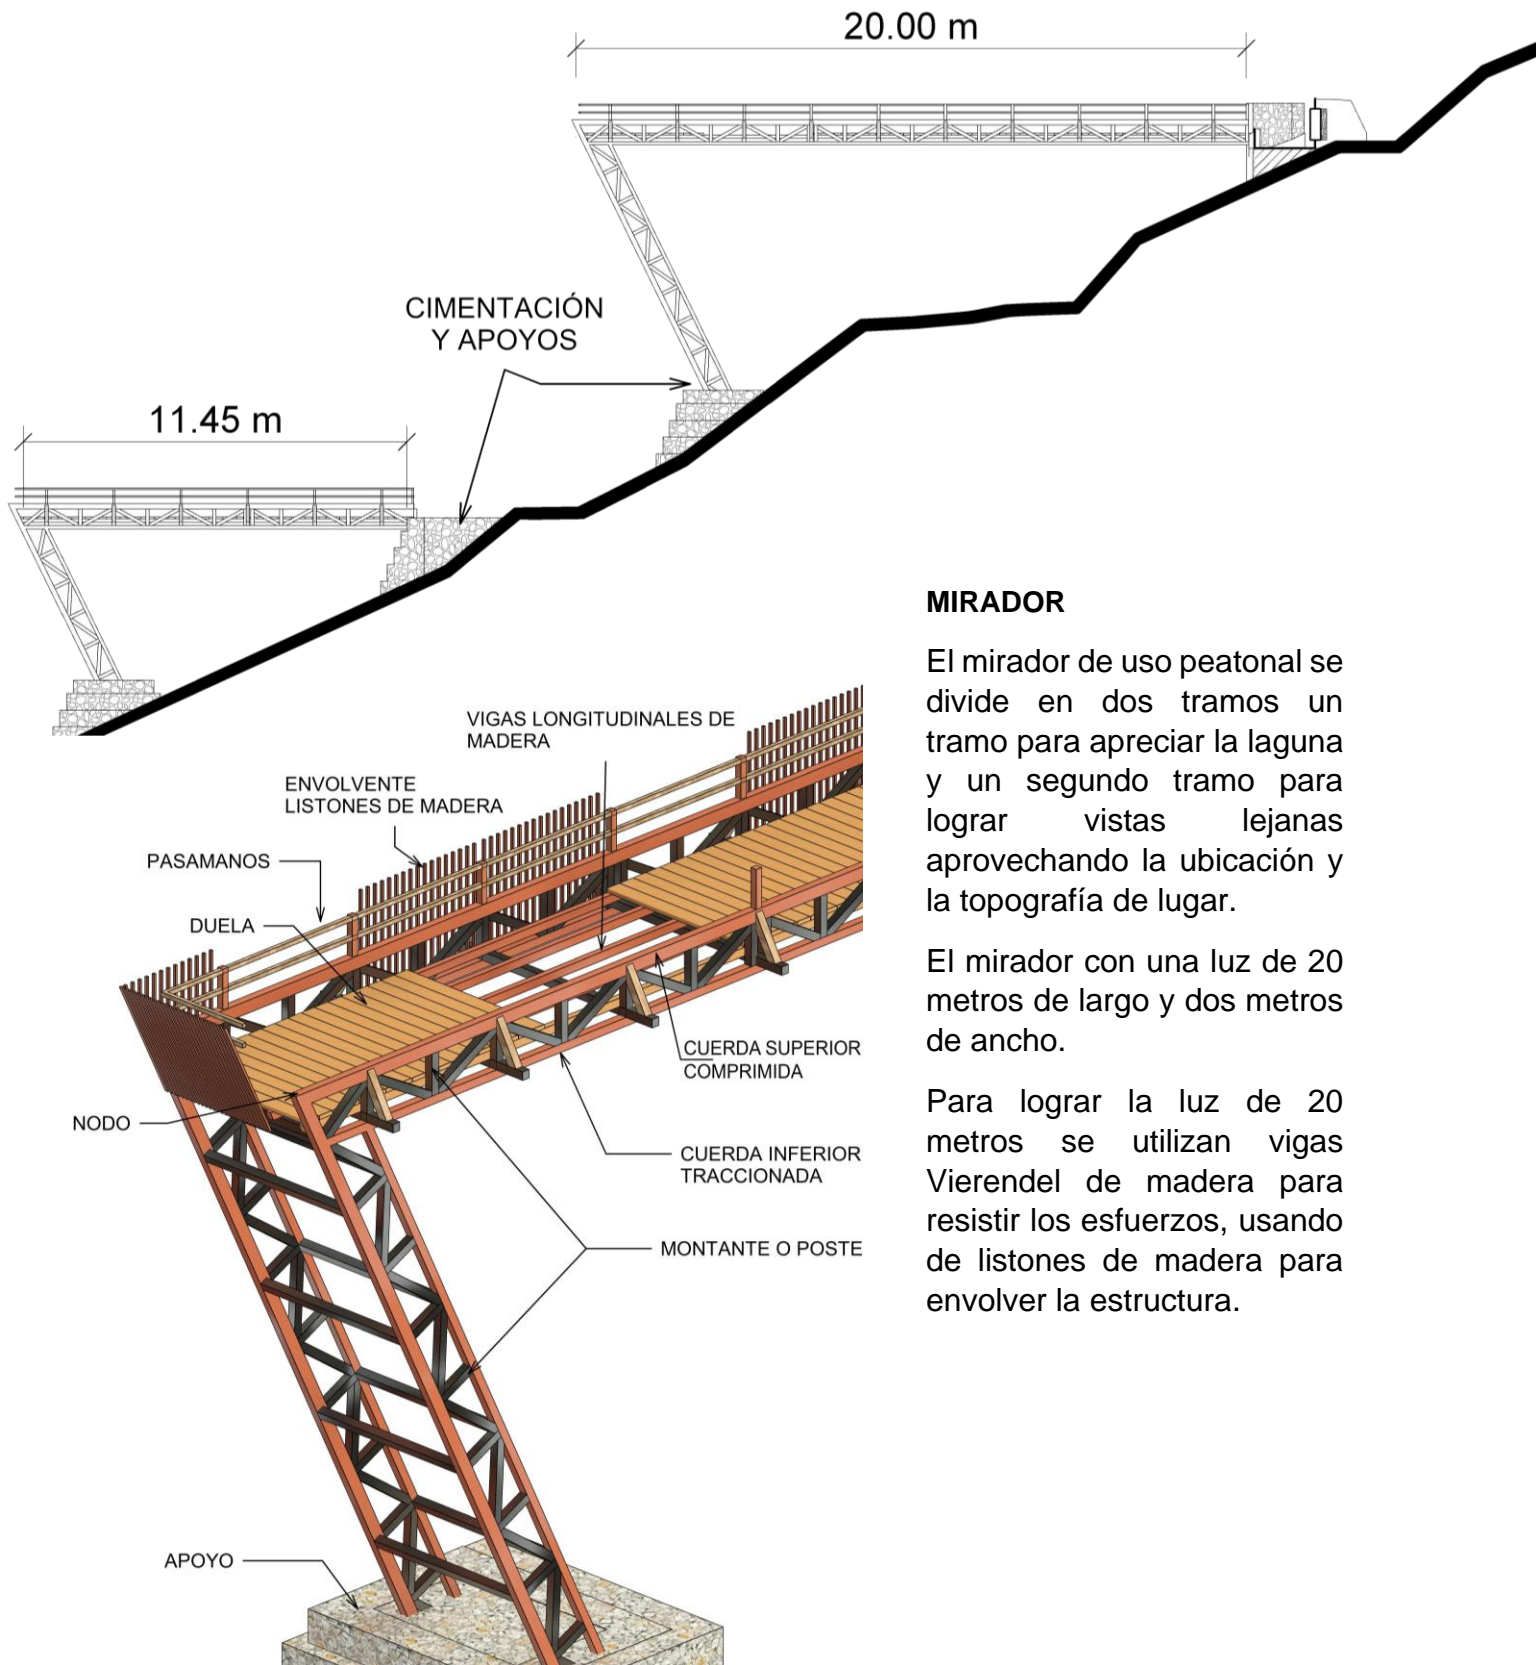 20.00 m
CIMENTACIÓN
Y APOYOS
11.45 m
MIRADOR
El mirador de uso peatonal se
divide en dos tramos un
tramo para apreciar la laguna
y un segundo tramo para
lograr vistas lejanas
aprovechando la ubicación y
la topografía de lugar.
El mirador con una luz de 20
metros de largo y dos metros
de ancho.
Para lograr la luz de 20
metros se utilizan vigas
Vierendel de madera para
resistir los esfuerzos, usando
de listones de madera para
envolver la estructura.
VIGAS LONGITUDINALES DE
MADERA
ENVOLVENTE
LISTONES DE MADERA
PASAMANOS
DUELA
CUERDA SUPERIOR
COMPRIMIDA
NODO
CUERDA INFERIOR
TRACCIONADA
MONTANTE O POSTE
APOYO